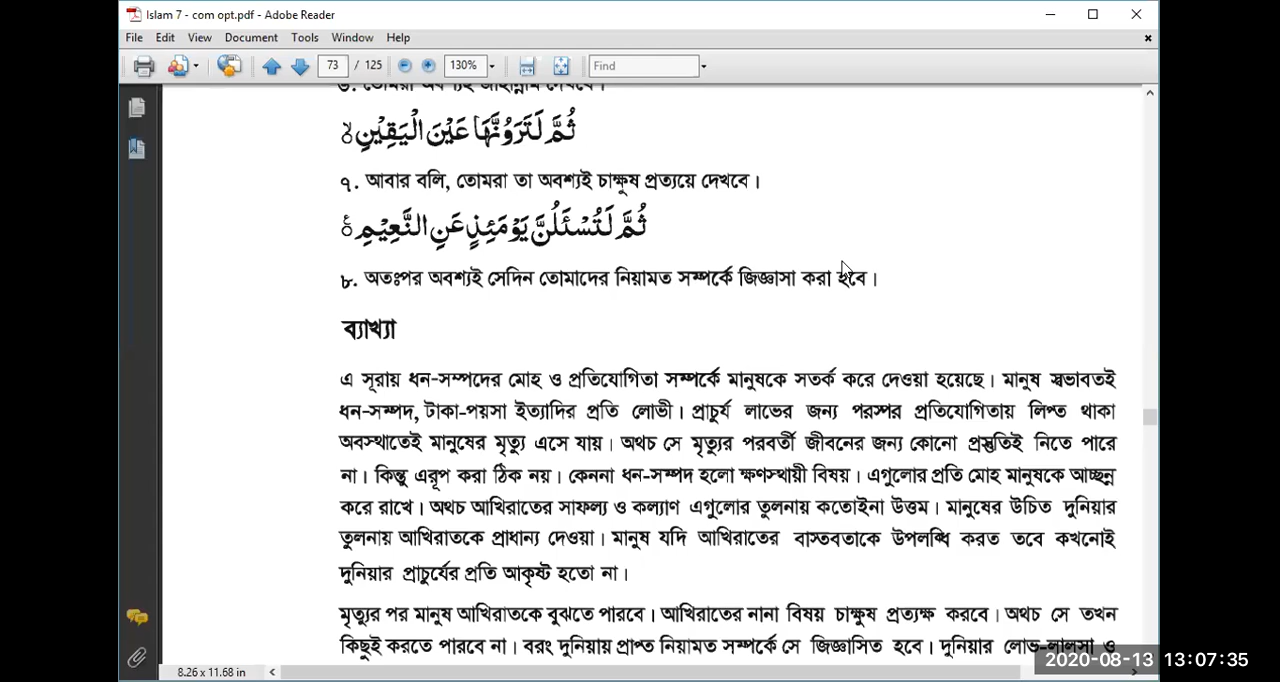 Islam 7 - com opt.pdf - Adobe Reader
File Edit View Document Tools Window Help
73 / 125 130% Find
৬. তোমরা অবশ্যই জাহান্নাম দেখবে।
ثُمَّ لَتَرَوُنَّهَا عَيْنَ الْيَقِيْنِ ۙ
৭. আবার বলি, তোমরা তা অবশ্যই চাক্ষুষ প্রত্যয়ে দেখবে।
ثُمَّ لَتُسْـَٔلُنَّ يَوْمَئِذٍ عَنِ النَّعِيْمِ ۠
৮. অতঃপর অবশ্যই সেদিন তোমাদের নিয়ামত সম্পর্কে জিজ্ঞাসা করা হবে।
ব্যাখ্যা
এ সূরায় ধন-সম্পদের মোহ ও প্রতিযোগিতা সম্পর্কে মানুষকে সতর্ক করে দেওয়া হয়েছে। মানুষ স্বভাবতই
ধন-সম্পদ, টাকা-পয়সা ইত্যাদির প্রতি লোভী। প্রাচুর্য লাভের জন্য পরস্পর প্রতিযোগিতায় লিপ্ত থাকা
অবস্থাতেই মানুষের মৃত্যু এসে যায়। অথচ সে মৃত্যুর পরবর্তী জীবনের জন্য কোনো প্রস্তুতিই নিতে পারে
না। কিন্তু এরূপ করা ঠিক নয়। কেননা ধন-সম্পদ হলো ক্ষণস্থায়ী বিষয়। এগুলোর প্রতি মোহ মানুষকে আচ্ছন্ন
করে রাখে। অথচ আখিরাতের সাফল্য ও কল্যাণ এগুলোর তুলনায় কতোইনা উত্তম। মানুষের উচিত দুনিয়ার
তুলনায় আখিরাতকে প্রাধান্য দেওয়া। মানুষ যদি আখিরাতের বাস্তবতাকে উপলব্ধি করত তবে কখনোই
দুনিয়ার প্রাচুর্যের প্রতি আকৃষ্ট হতো না।
মৃত্যুর পর মানুষ আখিরাতকে বুঝতে পারবে। আখিরাতের নানা বিষয় চাক্ষুষ প্রত্যক্ষ করবে। অথচ সে তখন
কিছুই করতে পারবে না। বরং দুনিয়ায় প্রাপ্ত নিয়ামত সম্পর্কে সে জিজ্ঞাসিত হবে। দুনিয়ার লোভ-লালসা ও
2020-08-13 13:07:35
8.26 x 11.68 in